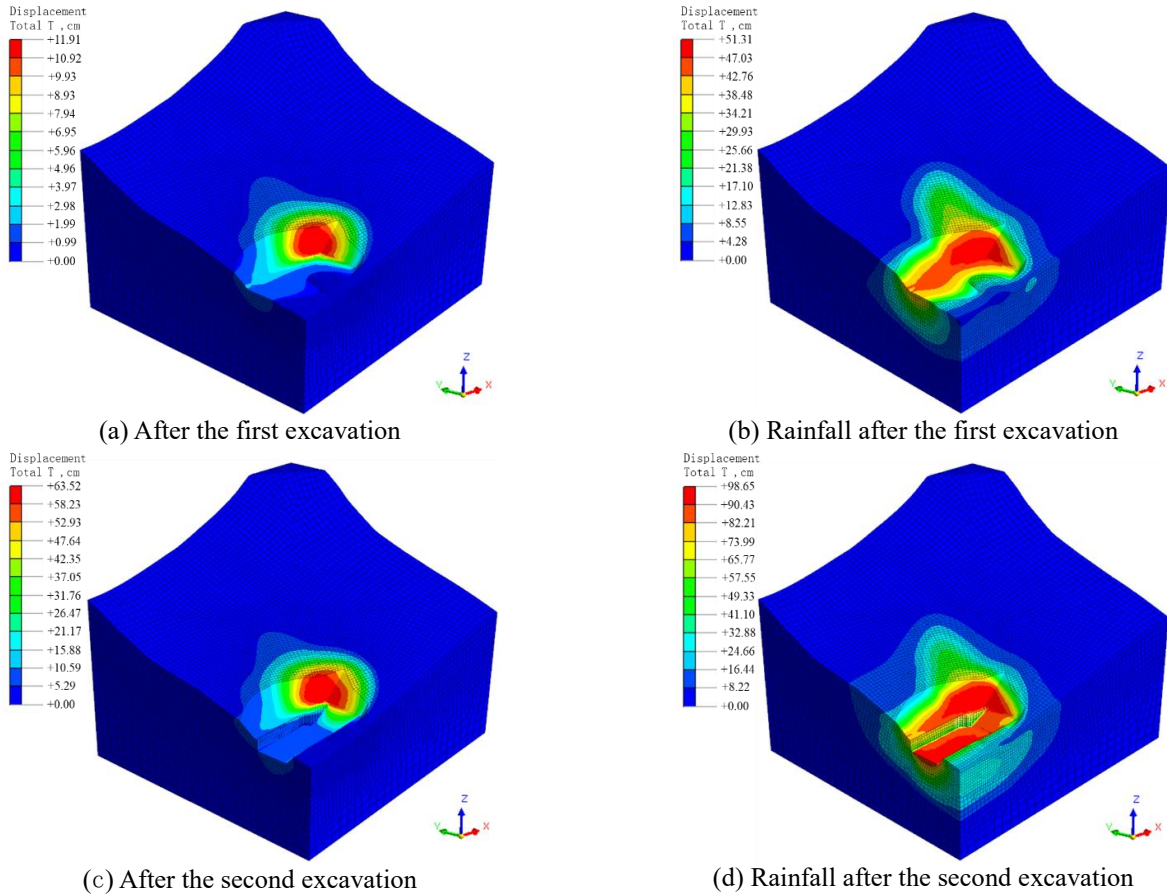 Displacement
Total T , cm
+11.91
+10.92
+9.93
+8.93
+7.94
+6.95
+5.96
+4.96
+3.97
+2.98
+1.99
+0.99
+0.00
Z
Y
X
(a) After the first excavation
Displacement
Total T , cm
+51.31
+47.03
+42.76
+38.48
+34.21
+29.93
+25.66
+21.38
+17.10
+12.83
+8.55
+4.28
+0.00
Z
Y
X
(b) Rainfall after the first excavation
Displacement
Total T , cm
+63.52
+58.23
+52.93
+47.64
+42.35
+37.05
+31.76
+26.47
+21.17
+15.88
+10.59
+5.29
+0.00
Z
Y
X
(c) After the second excavation
Displacement
Total T , cm
+98.65
+90.43
+82.21
+73.99
+65.77
+57.55
+49.33
+41.10
+32.88
+24.66
+16.44
+8.22
+0.00
Z
Y
X
(d) Rainfall after the second excavation